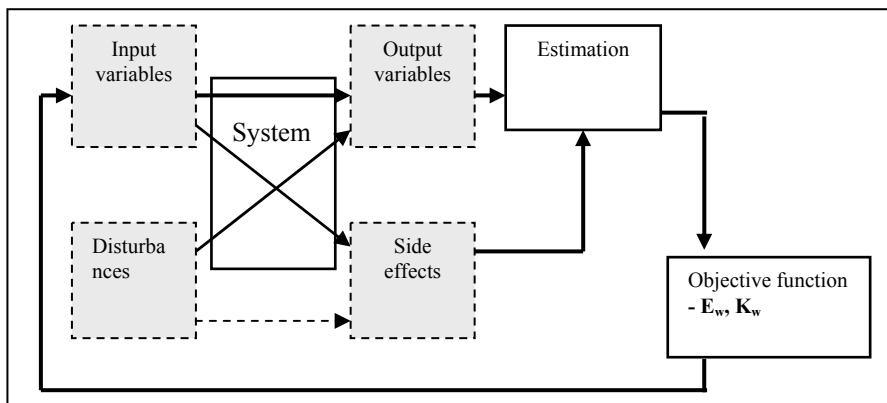 Input
variables
Output
variables
Estimation
System
Disturba
nces
Side
effects
Objective function
- Ew, Kw